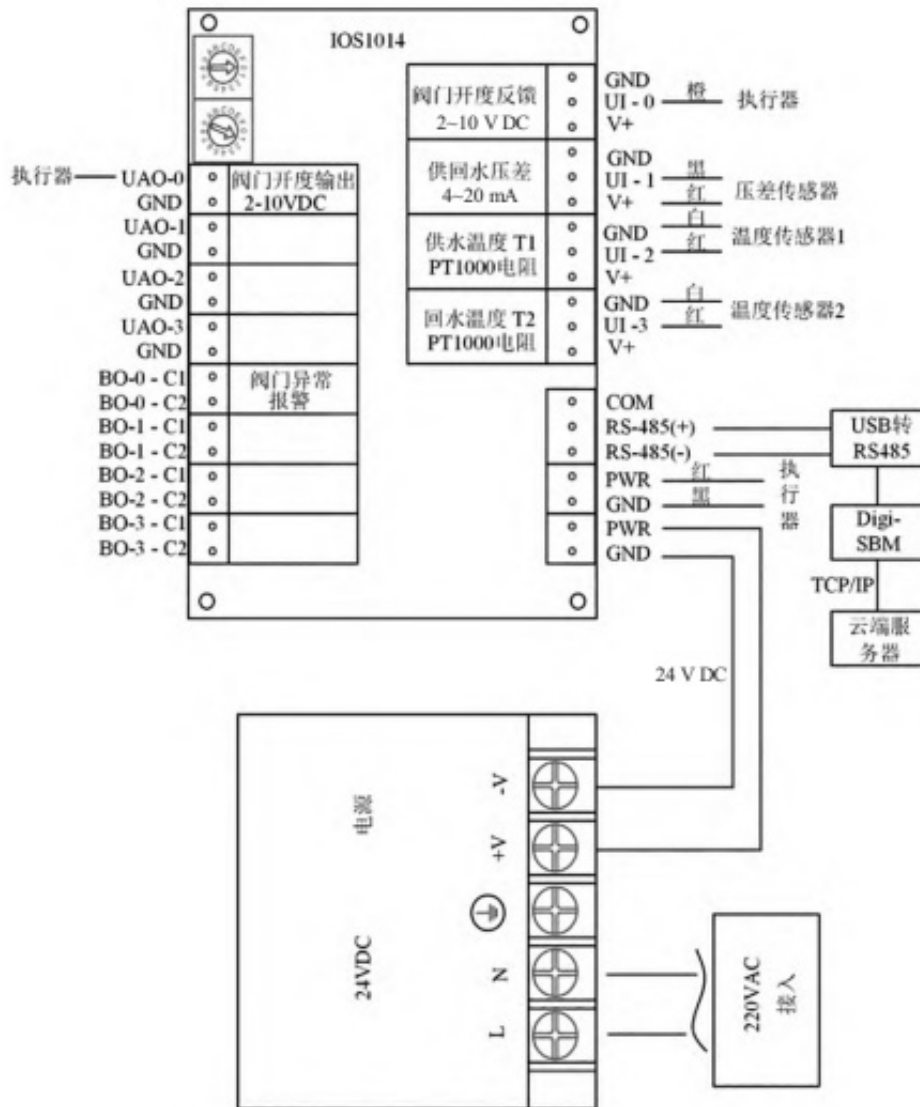 IOS1014
阀门开度反馈
2~10 V DC
供回水压差
4~20 mA
供水温度 T1
PT1000电阻
回水温度 T2
PT1000电阻
GND
UI - 0
V+
橙
执行器
GND
UI - 1
V+
黑
红
压差传感器
GND
UI - 2
V+
白
红
温度传感器1
GND
UI -3
V+
白
红
温度传感器2
执行器
UAO-0
GND
UAO-1
GND
UAO-2
GND
UAO-3
GND
BO-0 - C1
BO-0 - C2
BO-1 - C1
BO-1 - C2
BO-2 - C1
BO-2 - C2
BO-3 - C1
BO-3 - C2
阀门开度输出
2-10VDC
阀门异常
报警
COM
RS-485(+)
RS-485(-)
PWR
GND
PWR
GND
红
黑
执行器
USB转
RS485
Digi-
SBM
TCP/IP
云端服
务器
24 V DC
电源
24VDC
-V
+V
N
L
220VAC
接入